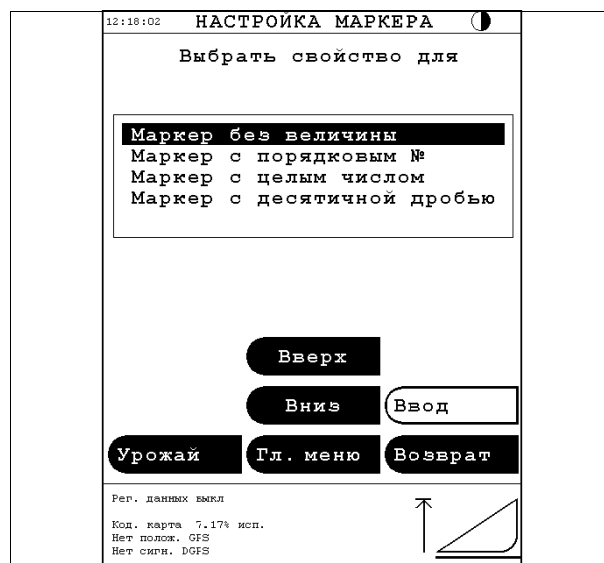 12:18:02 НАСТРОЙКА МАРКЕРА
Выбрать свойство для
Маркер без величины
Маркер с порядковым №
Маркер с целым числом
Маркер с десятичной дробью
Вверх
Вниз Ввод
Урожай Гл. меню Возврат
Рег. данных выкл
Код. карта 7.17% исп.
Нет полож. GPS
Нет сигн. DGPS